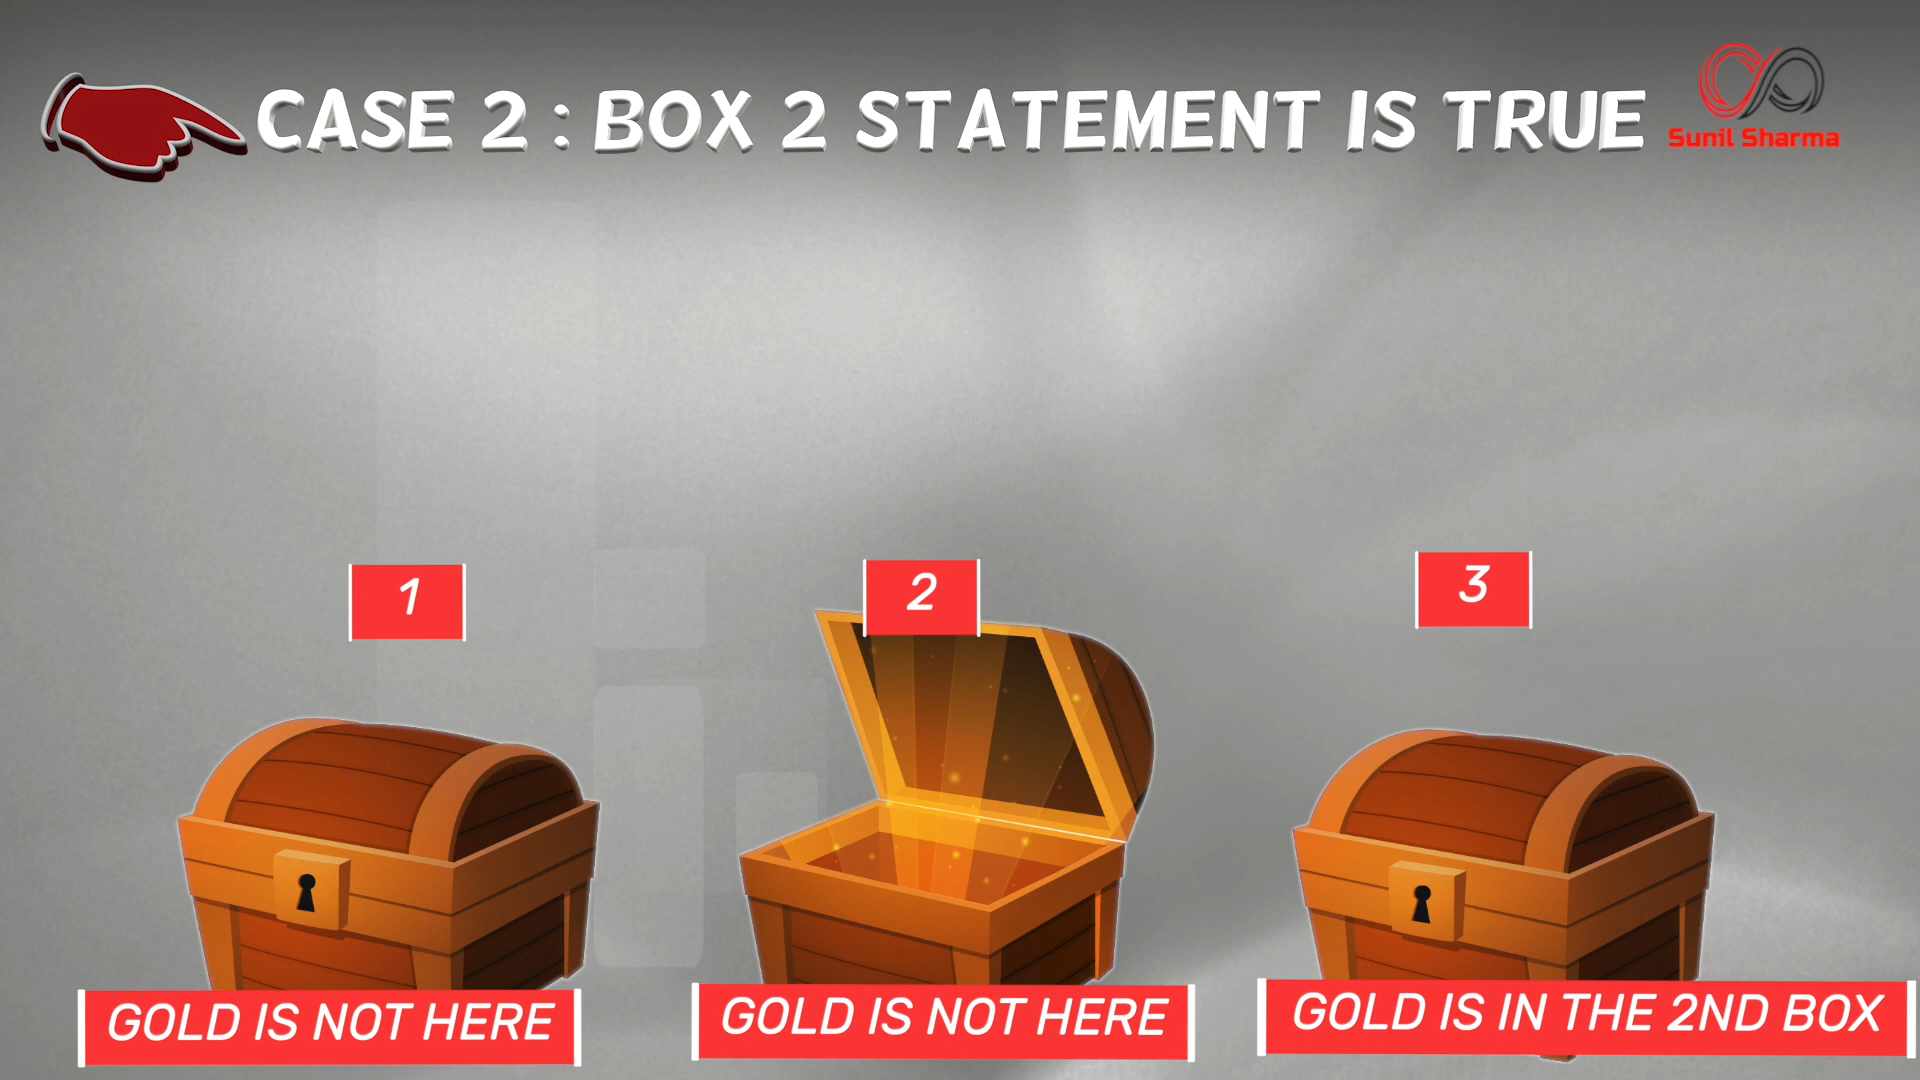 CASE 2 : BOX 2 STATEMENT IS TRUE
Sunil Sharma
1
2
3
GOLD IS NOT HERE
GOLD IS NOT HERE
GOLD IS IN THE 2ND BOX